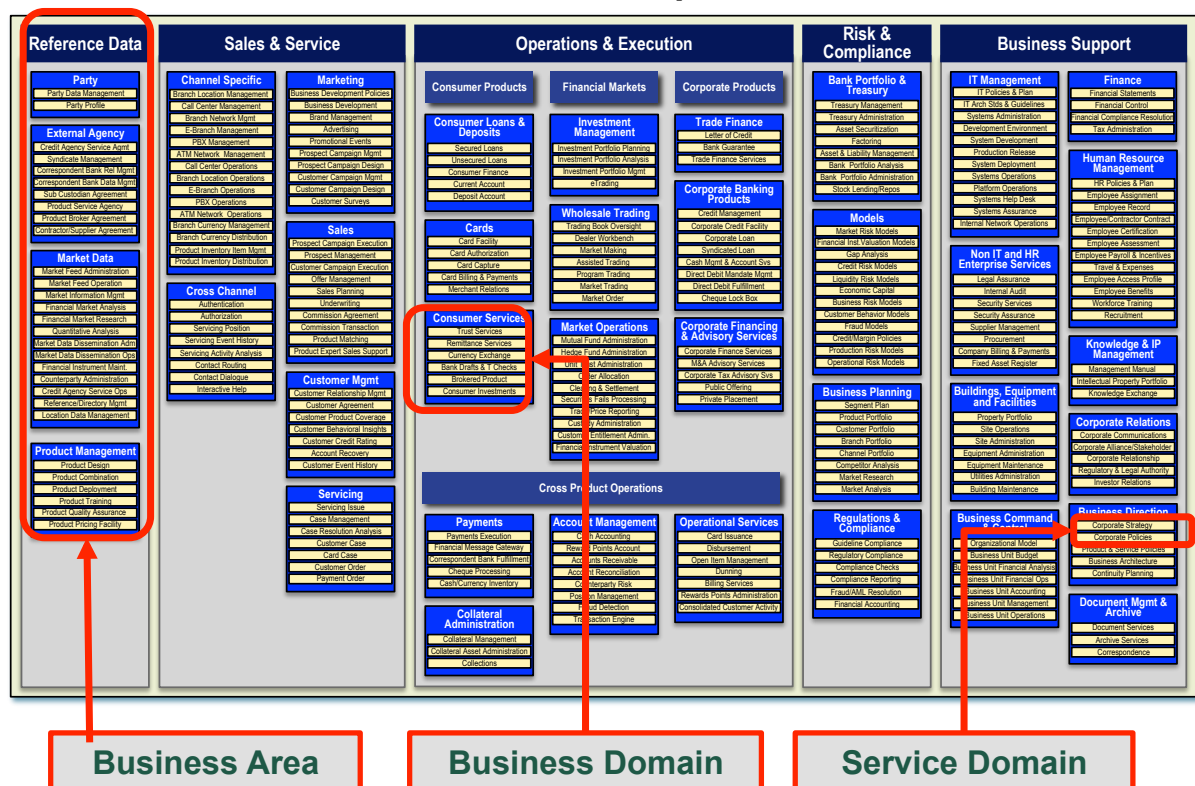 Reference Data
Party
Party Data Management
Party Profile
External Agency
Credit Agency Service Agmt
Syndicate Management
Correspondent Bank Rel Mgmt
Correspondent Bank Data Mgmt
Sub Custodian Agreement
Product Service Agency
Product Broker Agreement
Contractor/Supplier Agreement
Market Data
Market Feed Administration
Market Feed Operation
Market Information Mgmt
Financial Market Analysis
Financial Market Research
Quantitative Analysis
Market Data Dissemination Adm
Market Data Dissemination Ops
Financial Instrument Maint.
Counterparty Administration
Credit Agency Service Ops
Reference/Directory Mgmt
Location Data Management
Product Management
Product Design
Product Combination
Product Deployment
Product Training
Product Quality Assurance
Product Pricing Facility
Sales & Service
Channel Specific
Branch Location Management
Call Center Management
Branch Network Mgmt
E-Branch Management
PBX Management
ATM Network Management
Call Center Operations
Branch Location Operations
E-Branch Operations
PBX Operations
ATM Network Operations
Branch Currency Management
Branch Currency Distribution
Product Inventory Item Mgmt
Product Inventory Distribution
Cross Channel
Authentication
Authorization
Servicing Position
Servicing Event History
Servicing Activity Analysis
Contact Routing
Contact Dialogue
Interactive Help
Marketing
Business Development Policies
Business Development
Brand Management
Advertising
Promotional Events
Prospect Campaign Mgmt
Prospect Campaign Design
Customer Campaign Mgmt
Customer Campaign Design
Customer Surveys
Sales
Prospect Campaign Execution
Prospect Management
Customer Campaign Execution
Offer Management
Sales Planning
Underwriting
Commission Agreement
Commission Transaction
Product Matching
Product Expert Sales Support
Customer Mgmt
Customer Relationship Mgmt
Customer Agreement
Customer Product Coverage
Customer Behavioral Insights
Customer Credit Rating
Account Recovery
Customer Event History
Servicing
Servicing Issue
Case Management
Case Resolution Analysis
Customer Case
Card Case
Customer Order
Payment Order
Operations & Execution
Consumer Products
Consumer Loans &
Deposits
Secured Loans
Unsecured Loans
Consumer Finance
Current Account
Deposit Account
Cards
Card Facility
Card Authorization
Card Capture
Card Billing & Payments
Merchant Relations
Consumer Services
Trust Services
Remittance Services
Currency Exchange
Bank Drafts & T Checks
Brokered Product
Consumer Investments
Financial Markets
Investment
Management
Investment Portfolio Planning
Investment Portfolio Analysis
Investment Portfolio Mgmt
eTrading
Wholesale Trading
Trading Book Oversight
Dealer Workbench
Market Making
Assisted Trading
Program Trading
Market Trading
Market Order
Market Operations
Mutual Fund Administration
Hedge Fund Administration
Unit Trust Administration
Order Allocation
Clearing & Settlement
Securities Fails Processing
Trade/Price Reporting
Custody Administration
Customer Entitlement Admin.
Financial Instrument Valuation
Corporate Products
Trade Finance
Letter of Credit
Bank Guarantee
Trade Finance Services
Corporate Banking
Products
Credit Management
Corporate Credit Facility
Corporate Loan
Syndicated Loan
Cash Mgmt & Account Svs
Direct Debit Mandate Mgmt
Direct Debit Fulfillment
Cheque Lock Box
Corporate Financing
& Advisory Services
Corporate Finance Services
M&A Advisory Services
Corporate Tax Advisory Svs
Public Offering
Private Placement
Cross Product Operations
Payments
Payments Execution
Financial Message Gateway
Correspondent Bank Fulfillment
Cheque Processing
Cash/Currency Inventory
Collateral
Administration
Collateral Management
Collateral Asset Administration
Collections
Account Management
Cash Accounting
Reward Points Account
Accounts Receivable
Account Reconciliation
Counterparty Risk
Position Management
Fraud Detection
Transaction Engine
Operational Services
Card Issuance
Disbursement
Open Item Management
Dunning
Billing Services
Rewards Points Administration
Consolidated Customer Activity
Risk &
Compliance
Bank Portfolio &
Treasury
Treasury Management
Treasury Administration
Asset Securitization
Factoring
Asset & Liability Management
Bank Portfolio Analysis
Bank Portfolio Administration
Stock Lending/Repos
Models
Market Risk Models
Financial Inst.Valuation Models
Gap Analysis
Credit Risk Models
Liquidity Risk Models
Economic Capital
Business Risk Models
Customer Behavior Models
Fraud Models
Credit/Margin Policies
Production Risk Models
Operational Risk Models
Business Planning
Segment Plan
Product Portfolio
Customer Portfolio
Branch Portfolio
Channel Portfolio
Competitor Analysis
Market Research
Market Analysis
Regulations &
Compliance
Guideline Compliance
Regulatory Compliance
Compliance Checks
Compliance Reporting
Fraud/AML Resolution
Financial Accounting
Business Support
IT Management
IT Policies & Plan
IT Arch Stds & Guidelines
Systems Administration
Development Environment
System Development
Production Release
System Deployment
Systems Operations
Platform Operations
Systems Help Desk
Systems Assurance
Internal Network Operations
Non IT and HR
Enterprise Services
Legal Assurance
Internal Audit
Security Services
Security Assurance
Supplier Management
Procurement
Company Billing & Payments
Fixed Asset Register
Buildings, Equipment
and Facilities
Property Portfolio
Site Operations
Site Administration
Equipment Administration
Equipment Maintenance
Utilities Administration
Building Maintenance
Business Command
& Control
Organizational Model
Business Unit Budget
Business Unit Financial Analysis
Business Unit Financial Ops
Business Unit Accounting
Business Unit Management
Business Unit Operations
Finance
Financial Statements
Financial Control
Financial Compliance Resolution
Tax Administration
Human Resource
Management
HR Policies & Plan
Employee Assignment
Employee Record
Employee/Contractor Contract
Employee Certification
Employee Assessment
Employee Payroll & Incentives
Travel & Expenses
Employee Access Profile
Employee Benefits
Workforce Training
Recruitment
Knowledge & IP
Management
Management Manual
Intellectual Property Portfolio
Knowledge Exchange
Corporate Relations
Corporate Communications
Corporate Alliance/Stakeholder
Corporate Relationship
Regulatory & Legal Authority
Investor Relations
Business Direction
Corporate Strategy
Corporate Policies
Product & Service Policies
Business Architecture
Continuity Planning
Document Mgmt &
Archive
Document Services
Archive Services
Correspondence
Business Area
Business Domain
Service Domain